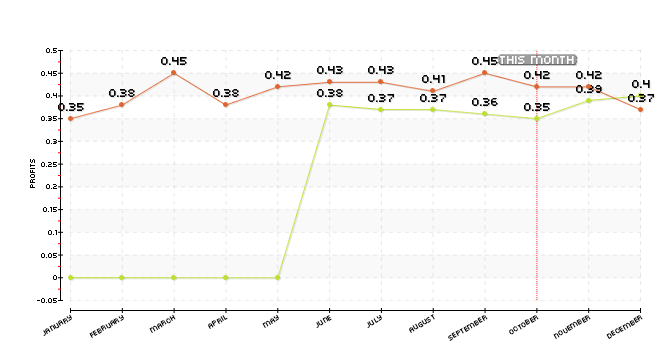 0.5
0.45
0.4
0.35
0.3
0.25
0.2
0.15
0.1
0.05
0
-0.05
PROFITS
0.35
0.38
0.45
0.38
0.42
0.43
0.43
0.41
0.45
0.42
0.42
0.37
0.38
0.37
0.37
0.36
0.35
0.39
0.4
THIS MONTH
JANUARY
FEBRUARY
MARCH
APRIL
MAY
JUNE
JULY
AUGUST
SEPTEMBER
OCTOBER
NOVEMBER
DECEMBER